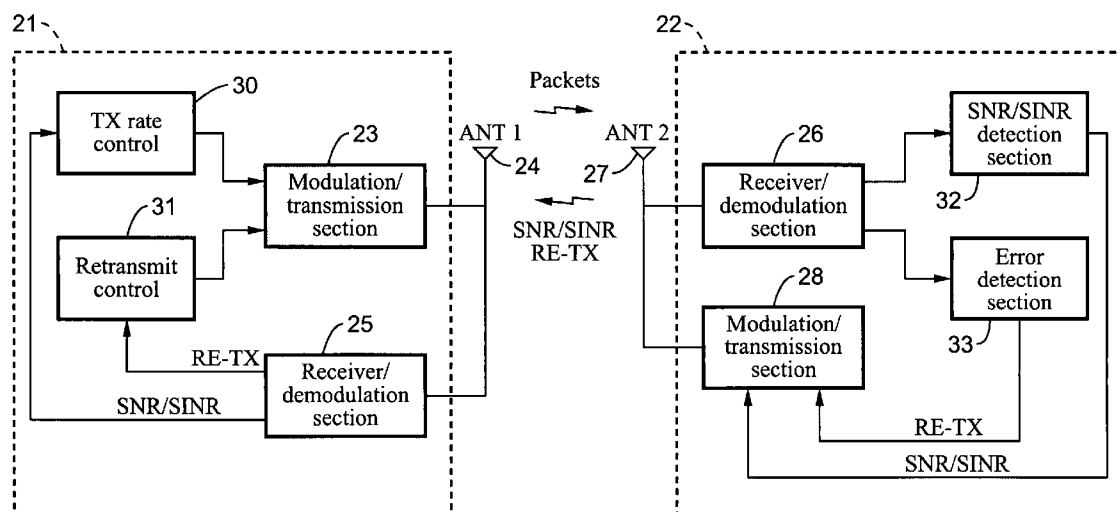 21
22
Packets
30
TX rate
control
ANT 1
ANT 2
SNR/SINR
detection
section
32
23
24
27
26
Modulation/
transmission
section
Receiver/
demodulation
section
SNR/SINR
RE-TX
31
Retransmit
control
Error
detection
section
33
28
Modulation/
transmission
section
25
RE-TX
Receiver/
demodulation
section
SNR/SINR
RE-TX
SNR/SINR